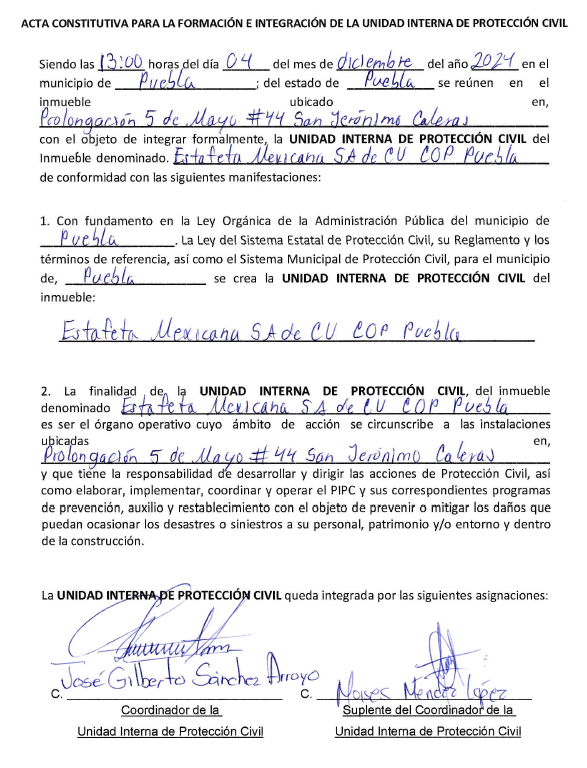 ACTA CONSTITUTIVA PARA LA FORMACIÓN E INTEGRACIÓN DE LA UNIDAD INTERNA DE PROTECCIÓN CIVIL
Siendo las 13:00 horas del día 04 del mes de diciembre del año 2024 en el
municipio de Puebla; del estado de Puebla se reúnen en el
inmueble ubicado en,
Prolongación 5 de Mayo #44 San Jerónimo Caleras
con el objeto de integrar formalmente, la UNIDAD INTERNA DE PROTECCIÓN CIVIL del
Inmueble denominado. Estafeta Mexicana SA de CV COP Puebla
de conformidad con las siguientes manifestaciones:
1. Con fundamento en la Ley Orgánica de la Administración Pública del municipio de
Puebla. La Ley del Sistema Estatal de Protección Civil, su Reglamento y los
términos de referencia, así como el Sistema Municipal de Protección Civil, para el municipio
de, Puebla se crea la UNIDAD INTERNA DE PROTECCIÓN CIVIL del
inmueble:
Estafeta Mexicana SA de CV COP Puebla
2. La finalidad de la UNIDAD INTERNA DE PROTECCIÓN CIVIL, del inmueble
denominado Estafeta Mexicana SA de CV COP Puebla
es ser el órgano operativo cuyo ámbito de acción se circunscribe a las instalaciones
ubicadas en,
Prolongación 5 de Mayo #44 San Jerónimo Caleras
y que tiene la responsabilidad de desarrollar y dirigir las acciones de Protección Civil, así
como elaborar, implementar, coordinar y operar el PIPC y sus correspondientes programas
de prevención, auxilio y restablecimiento con el objeto de prevenir o mitigar los daños que
puedan ocasionar los desastres o siniestros a su personal, patrimonio y/o entorno y dentro
de la construcción.
La UNIDAD INTERNA DE PROTECCIÓN CIVIL queda integrada por las siguientes asignaciones:
C. José Gilberto Sánchez Arroyo C. Moises Mendez López
Coordinador de la Suplente del Coordinador de la
Unidad Interna de Protección Civil Unidad Interna de Protección Civil